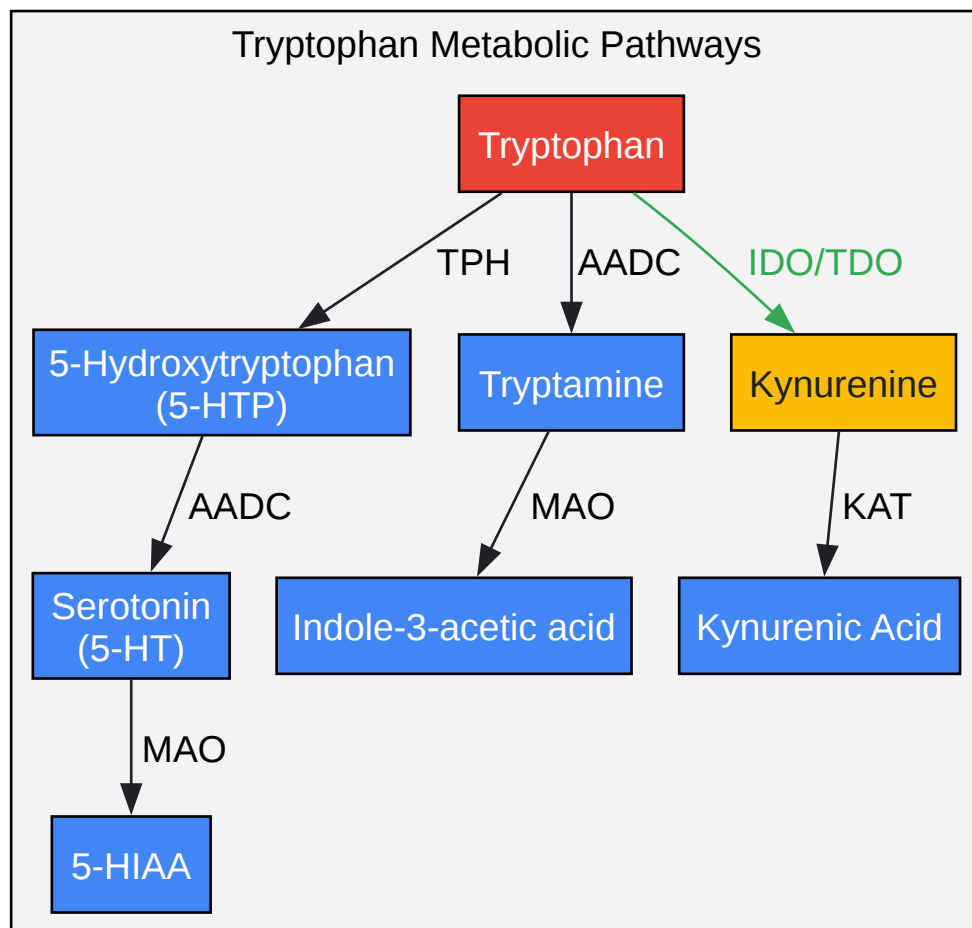 Tryptophan Metabolic Pathways
Tryptophan
TPH
AADC
IDO/TDO
5-Hydroxytryptophan
(5-HTP)
Tryptamine
Kynurenine
AADC
MAO
KAT
Serotonin
(5-HT)
Indole-3-acetic acid
Kynurenic Acid
MAO
5-HIAA